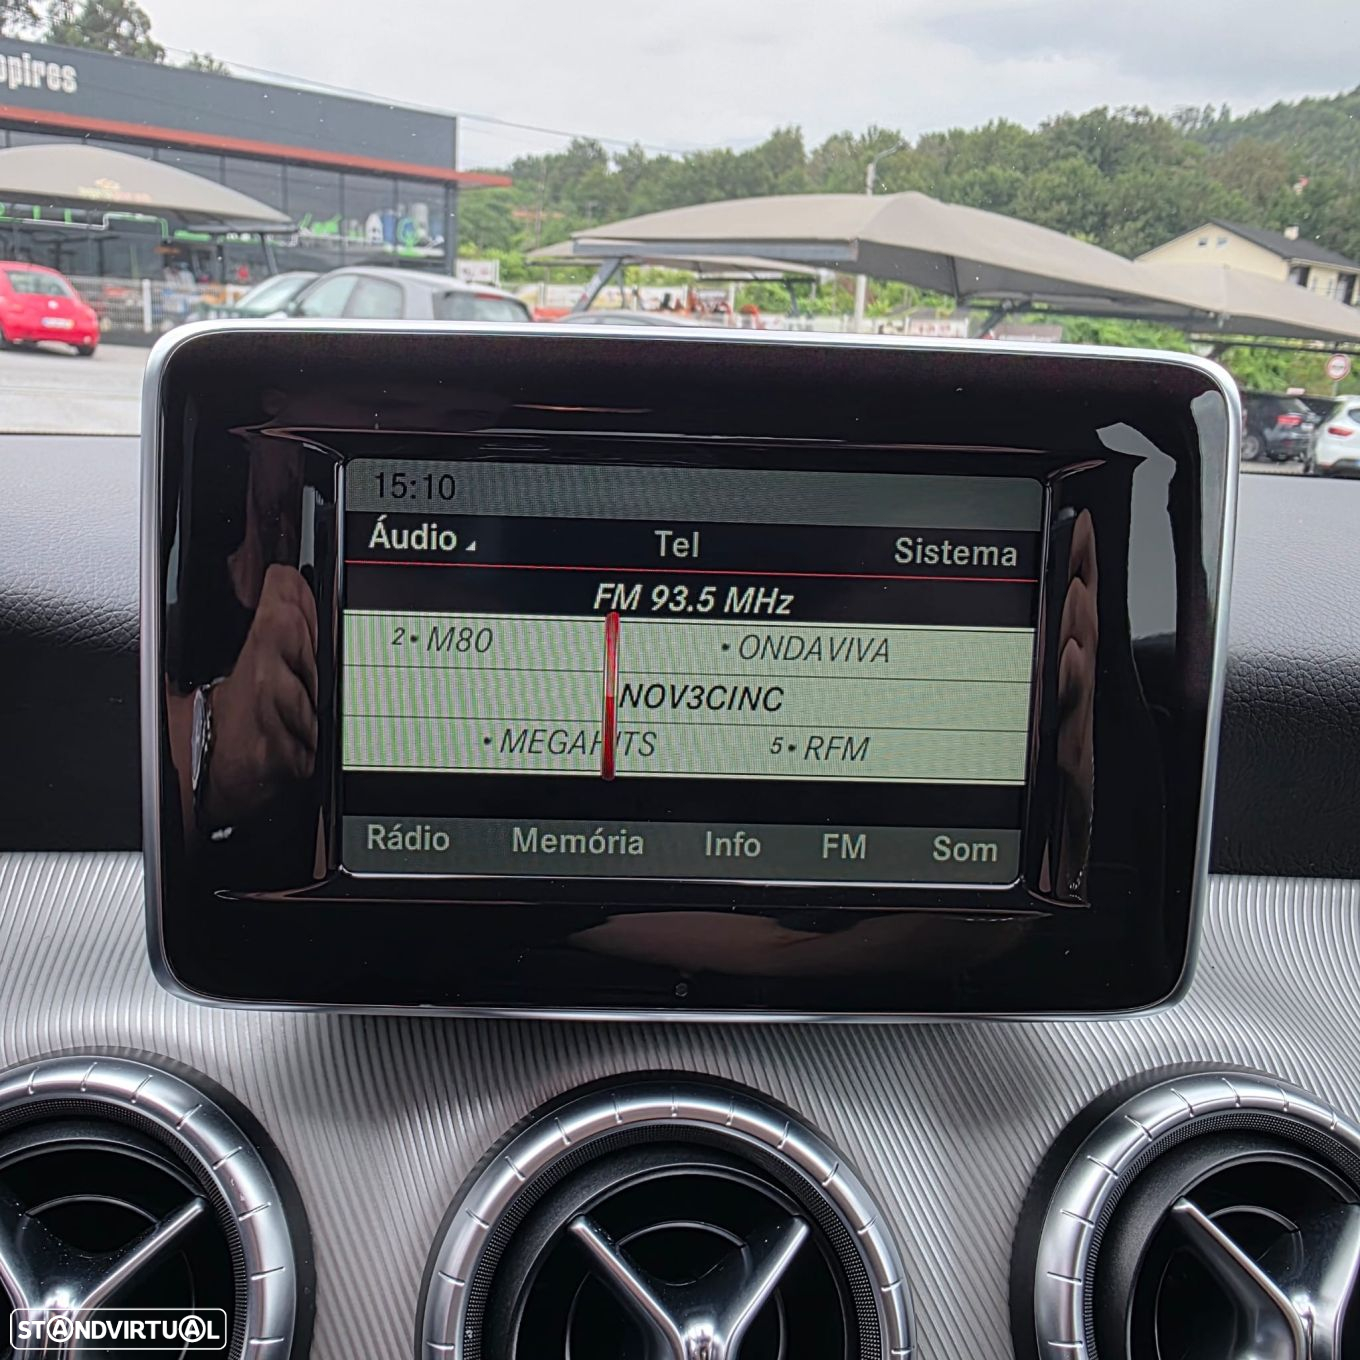 opires
15:10
Áudio Tel Sistema
FM 93.5 MHz
2• M80 • ONDAVIVA
NOV3CINC
• MEGAHITS 5• RFM
Rádio Memória Info FM Som
STANDVIRTUAL